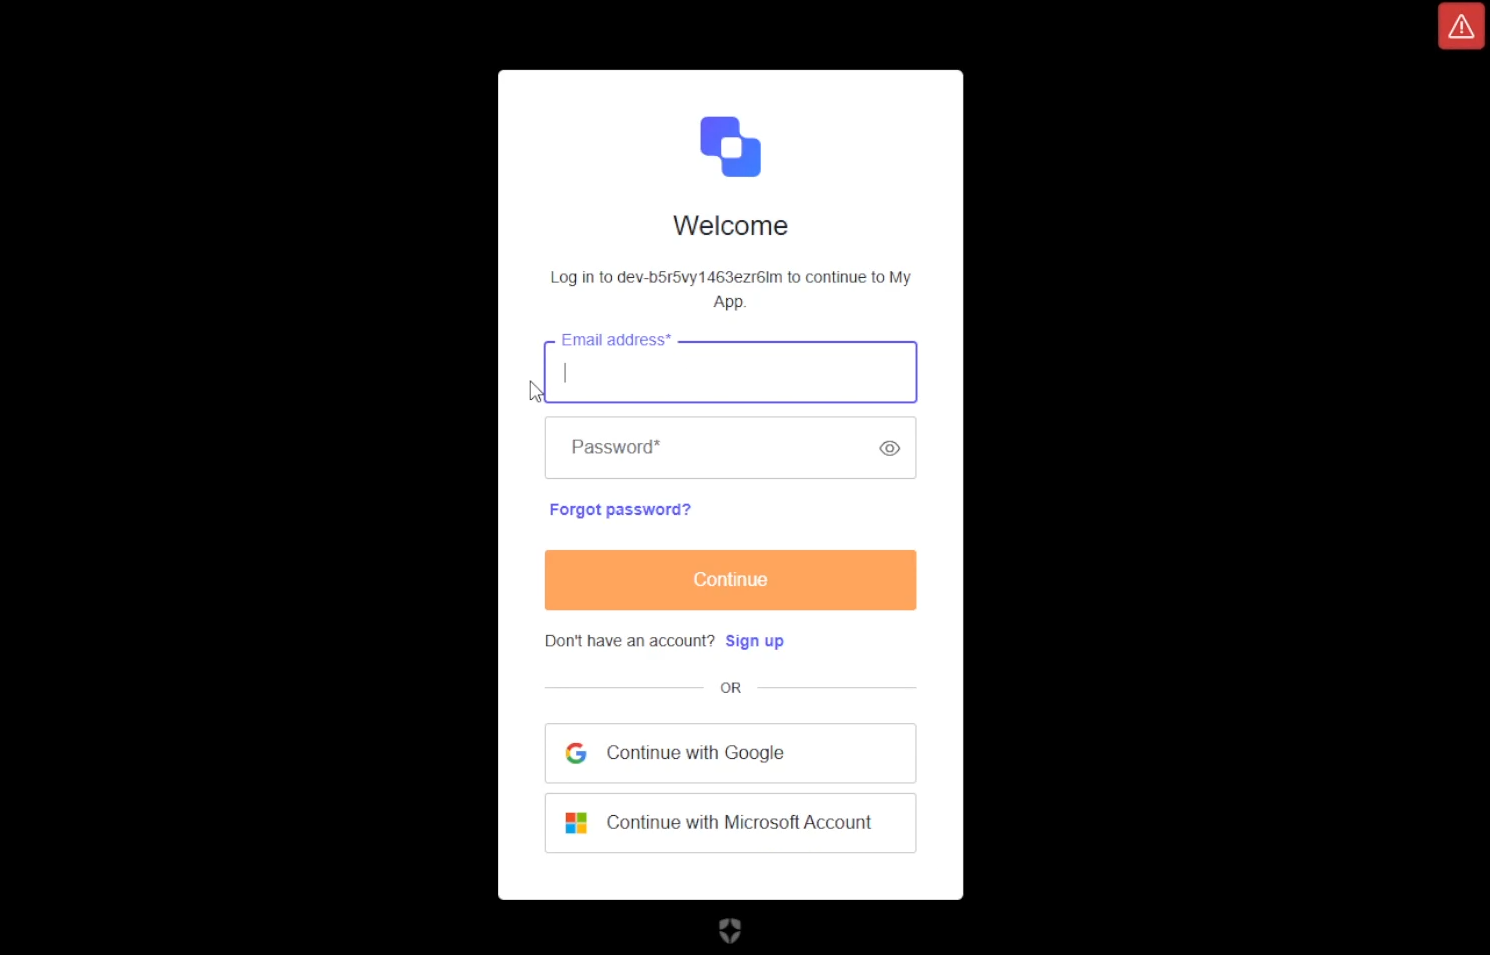 Welcome
Log in to dev-b5r5vy1463ezr6lm to continue to My
App.
Email address*
Password*
Forgot password?
Continue
Don't have an account? Sign up
OR
Continue with Google
Continue with Microsoft Account